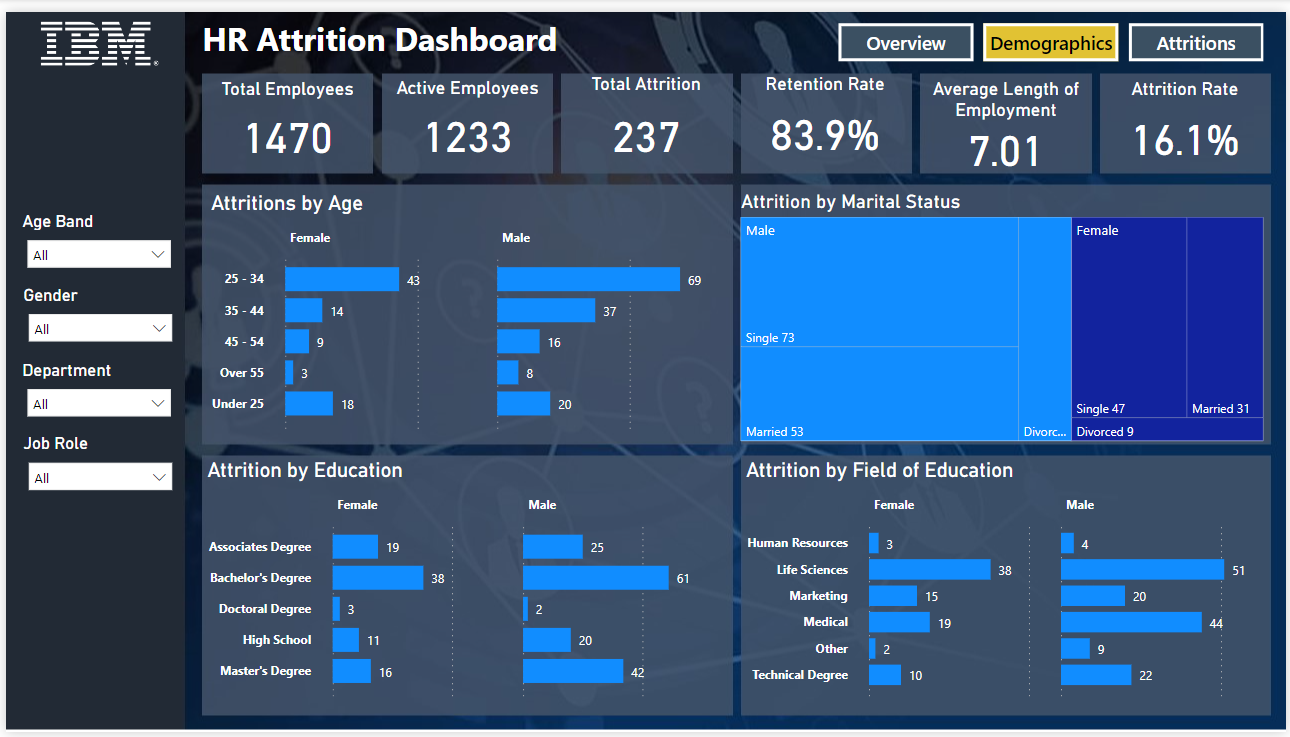 IBM
HR Attrition Dashboard
Overview
Demographics
Attritions
Total Employees
1470
Active Employees
1233
Total Attrition
237
Retention Rate
83.9%
Average Length of
Employment
7.01
Attrition Rate
16.1%
Age Band
All
Gender
All
Department
All
Job Role
All
Attritions by Age
Female Male
25 - 34 43 69
35 - 44 14 37
45 - 54 9 16
Over 55 3 8
Under 25 18 20
Attrition by Marital Status
Male
Single 73
Married 53
Divorc...
Female
Single 47
Married 31
Divorced 9
Attrition by Education
Female Male
Associates Degree 19 25
Bachelor's Degree 38 61
Doctoral Degree 3 2
High School 11 20
Master's Degree 16 42
Attrition by Field of Education
Female Male
Human Resources 3 4
Life Sciences 38 51
Marketing 15 20
Medical 19 44
Other 2 9
Technical Degree 10 22